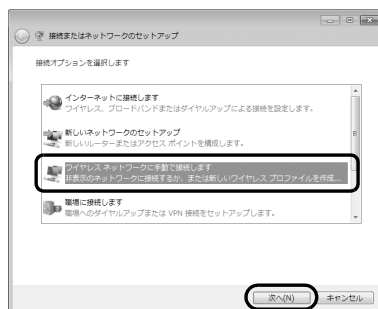 接続またはネットワークのセットアップ
接続オプションを選択します
インターネットに接続します
ワイヤレス、ブロードバンドまたはダイヤルアップによる接続を設定します。
新しいネットワークのセットアップ
新しいルーターまたはアクセス ポイントを構成します。
ワイヤレス ネットワークに手動で接続します
非表示のネットワークに接続するか、または新しいワイヤレス プロファイルを作成...
職場に接続します
職場へのダイヤルアップまたは VPN 接続をセットアップします。
次へ(N)
キャンセル